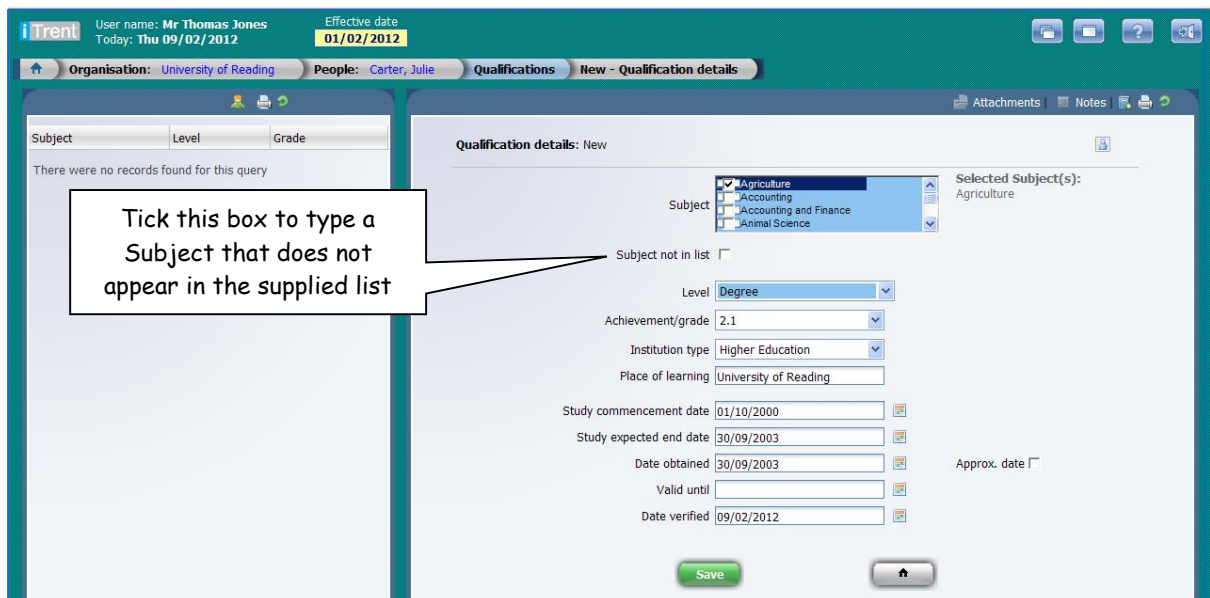 iTrent
User name: Mr Thomas Jones
Today: Thu 09/02/2012
Effective date
01/02/2012
Organisation: University of Reading
People: Carter, Julie
Qualifications
New - Qualification details
Attachments
Notes
Subject Level Grade
There were no records found for this query
Tick this box to type a
Subject that does not
appear in the supplied list
Qualification details: New
Subject
Agriculture
Accounting
Accounting and Finance
Animal Science
Selected Subject(s):
Agriculture
Subject not in list
Level Degree
Achievement/grade 2.1
Institution type Higher Education
Place of learning University of Reading
Study commencement date 01/10/2000
Study expected end date 30/09/2003
Date obtained 30/09/2003 Approx. date
Valid until
Date verified 09/02/2012
Save